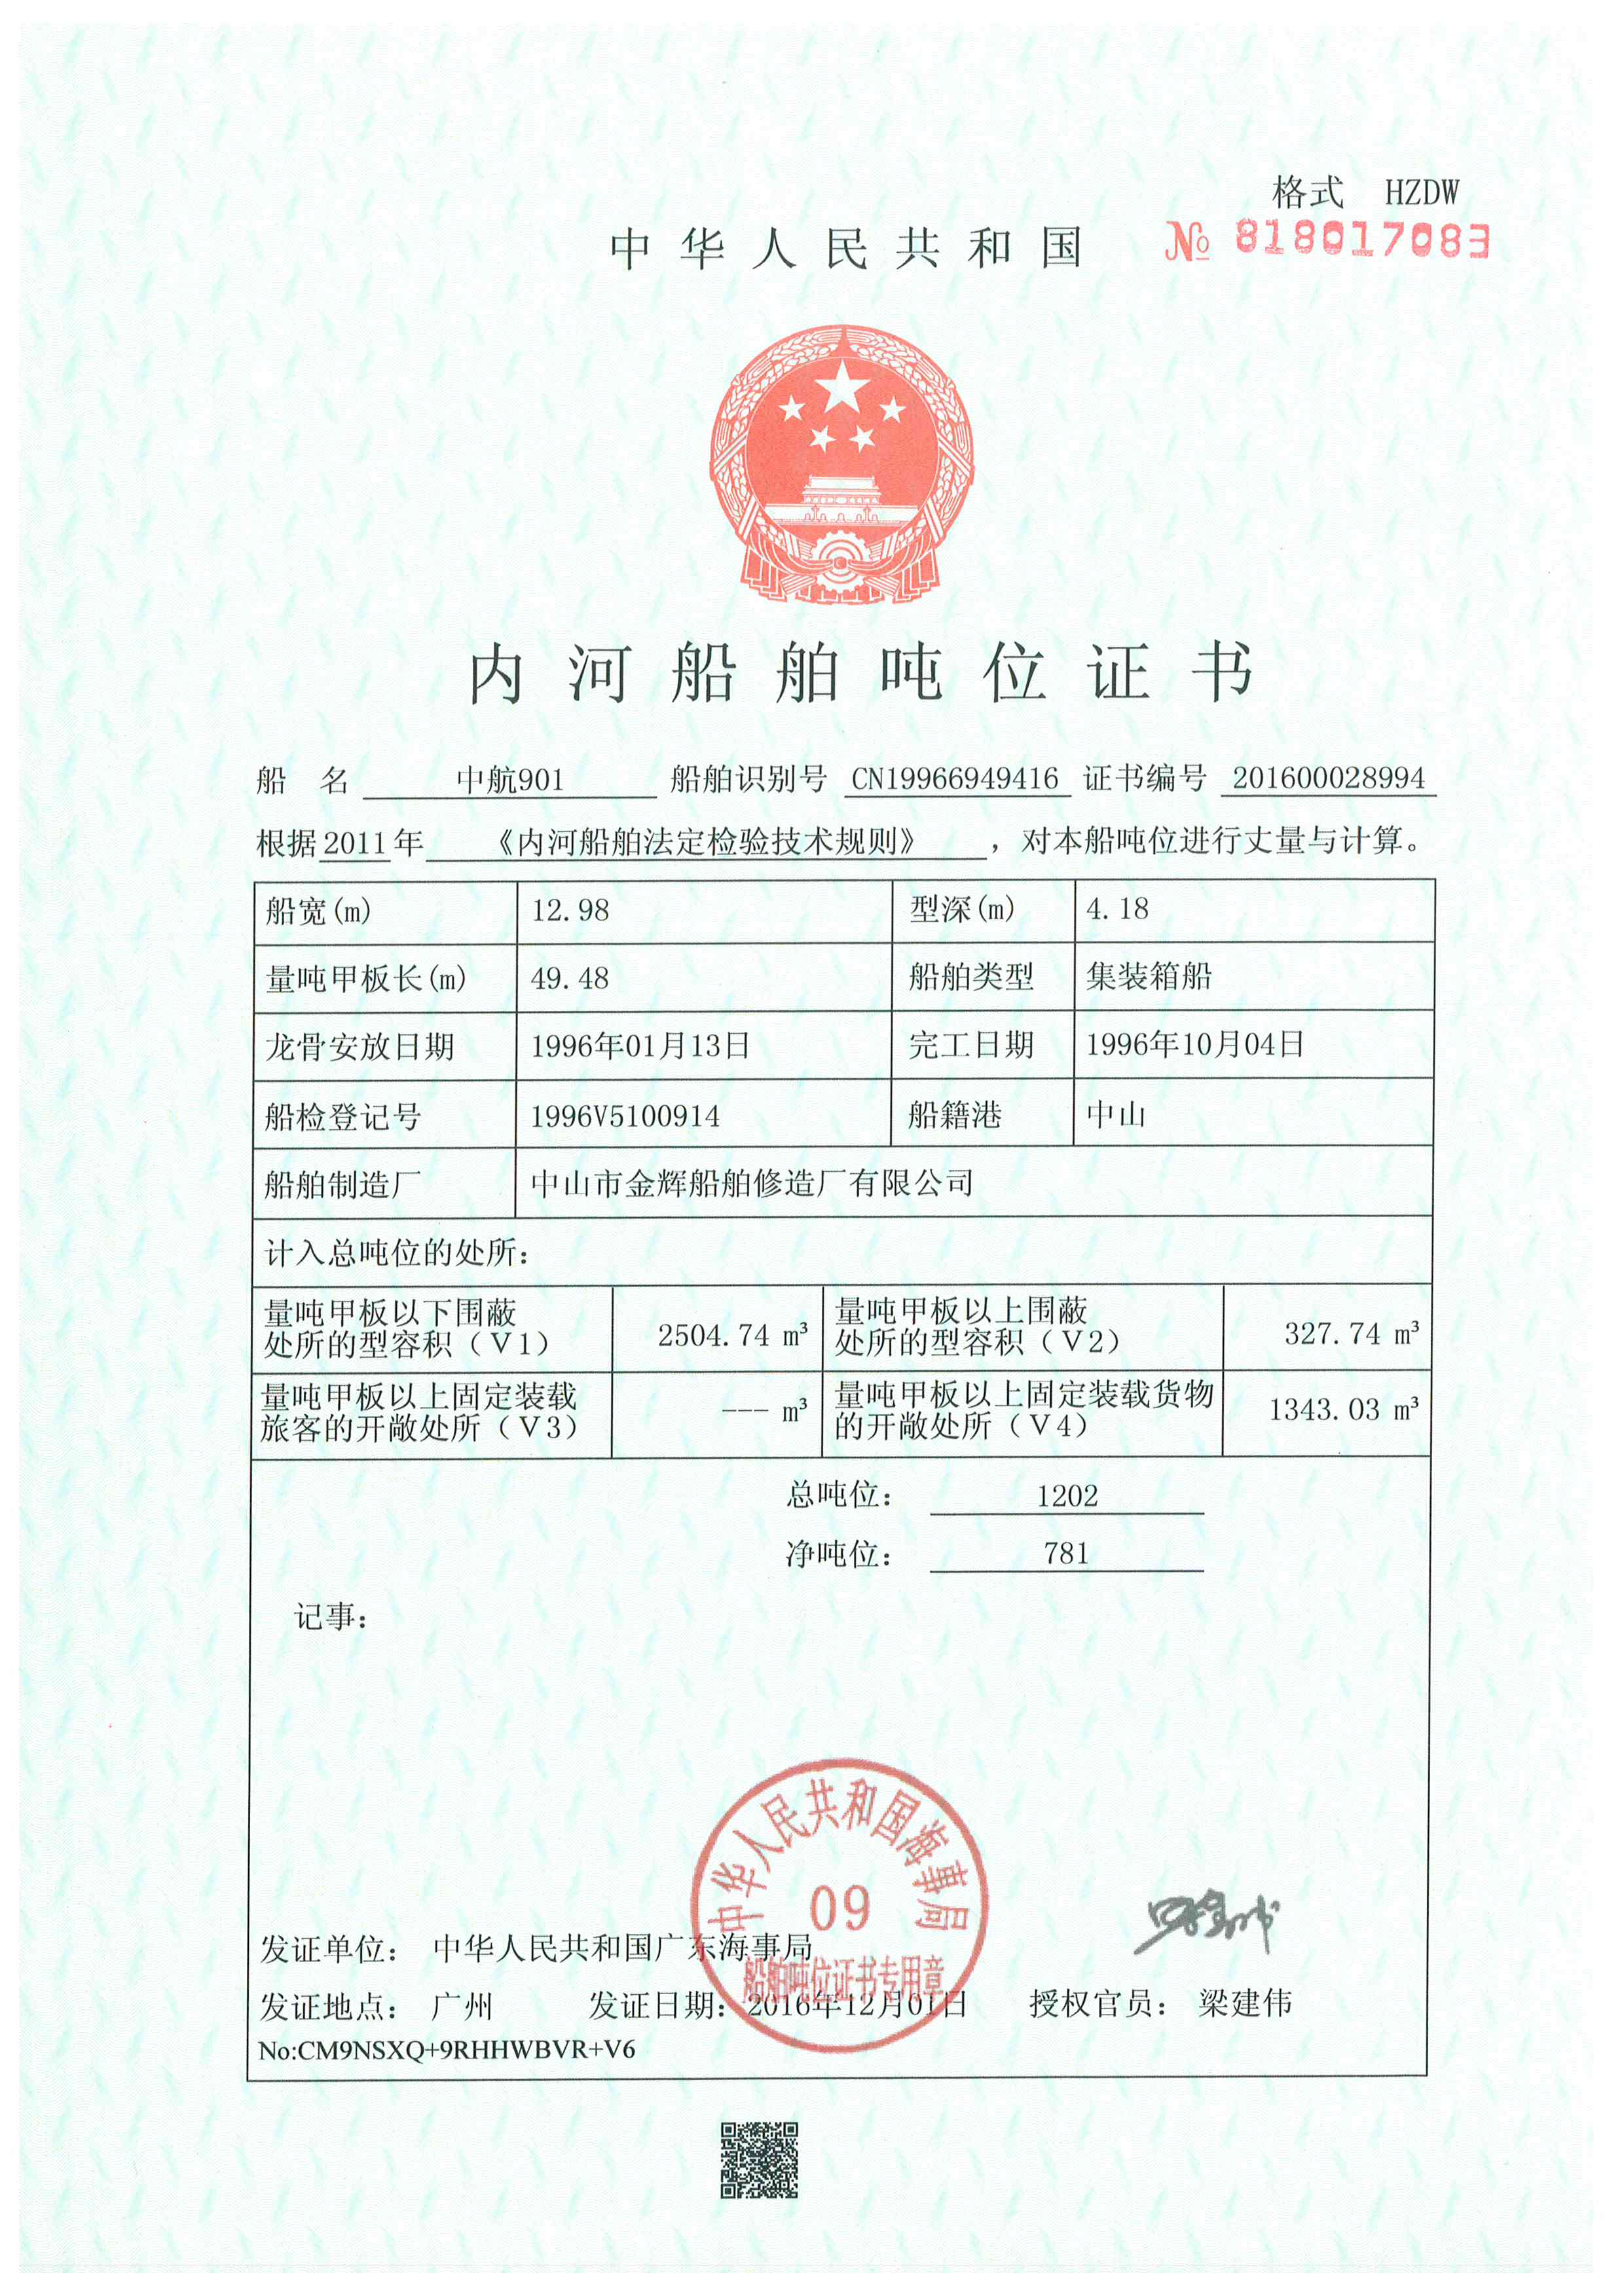 格式 HZDW
中华人民共和国 № 818017083
内河船舶吨位证书
船 名 中航901 船舶识别号 CN19966949416 证书编号 201600028994
根据2011年 《内河船舶法定检验技术规则》 ，对本船吨位进行丈量与计算。
船宽(m) 12.98 型深(m) 4.18
量吨甲板长(m) 49.48 船舶类型 集装箱船
龙骨安放日期 1996年01月13日 完工日期 1996年10月04日
船检登记号 1996V5100914 船籍港 中山
船舶制造厂 中山市金辉船舶修造厂有限公司
计入总吨位的处所：
量吨甲板以下围蔽
处所的型容积（V1） 2504.74 m³
量吨甲板以上围蔽
处所的型容积（V2） 327.74 m³
量吨甲板以上固定装载
旅客的开敞处所（V3） --- m³
量吨甲板以上固定装载货物
的开敞处所（V4） 1343.03 m³
总吨位： 1202
净吨位： 781
记事：
中华人民共和国海事局
09
船舶吨位证书专用章
发证单位： 中华人民共和国广东海事局
发证地点： 广州 发证日期：2016年12月01日 授权官员： 梁建伟
No:CM9NSXQ+9RHHWBVR+V6